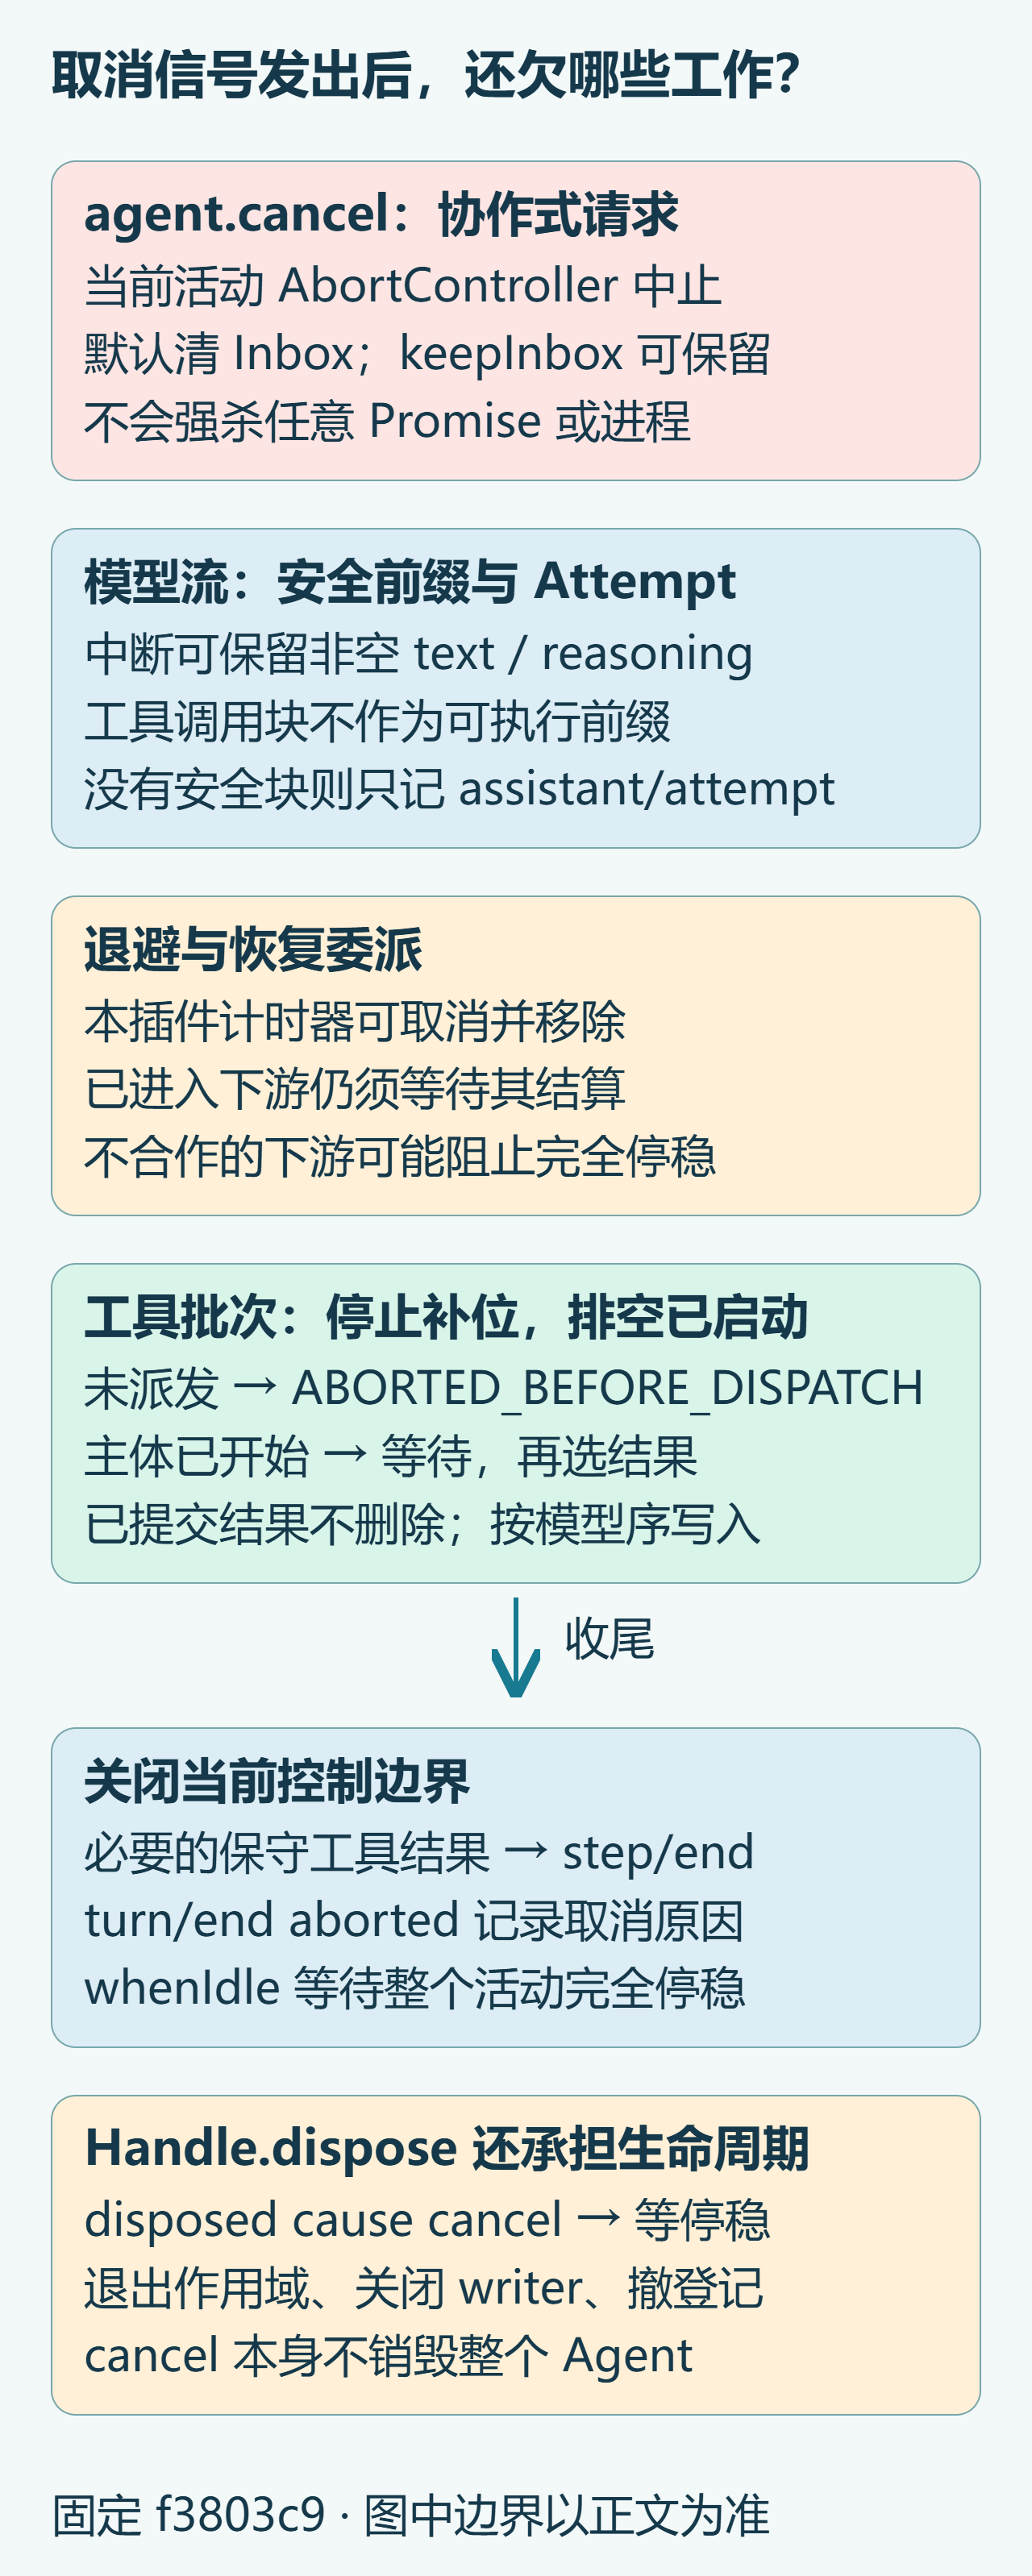 取消信号发出后，还欠哪些工作？
agent.cancel：协作式请求
当前活动 AbortController 中止
默认清 Inbox；keepInbox 可保留
不会强杀任意 Promise 或进程
模型流：安全前缀与 Attempt
中断可保留非空 text / reasoning
工具调用块不作为可执行前缀
没有安全块则只记 assistant/attempt
退避与恢复委派
本插件计时器可取消并移除
已进入下游仍须等待其结算
不合作的下游可能阻止完全停稳
工具批次：停止补位，排空已启动
未派发 → ABORTED_BEFORE_DISPATCH
主体已开始 → 等待，再选结果
已提交结果不删除；按模型序写入
收尾
关闭当前控制边界
必要的保守工具结果 → step/end
turn/end aborted 记录取消原因
whenIdle 等待整个活动完全停稳
Handle.dispose 还承担生命周期
disposed cause cancel → 等停稳
退出作用域、关闭 writer、撤登记
cancel 本身不销毁整个 Agent
固定 f3803c9 · 图中边界以正文为准